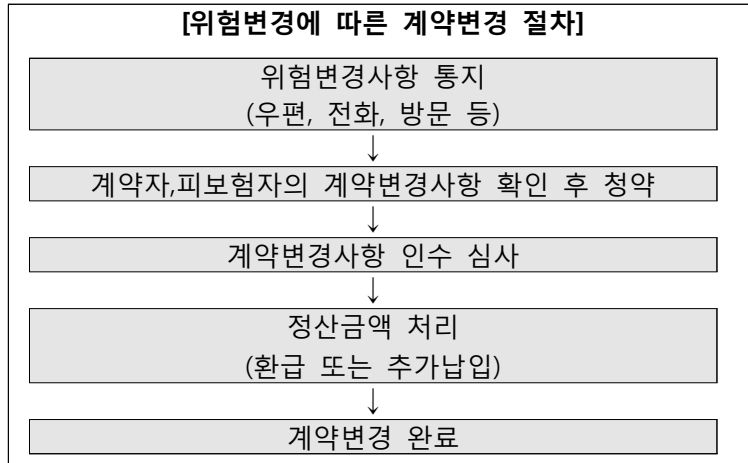 [위험변경에 따른 계약변경 절차]
위험변경사항 통지
(우편, 전화, 방문 등)
계약자,피보험자의 계약변경사항 확인 후 청약
계약변경사항 인수 심사
정산금액 처리
(환급 또는 추가납입)
계약변경 완료